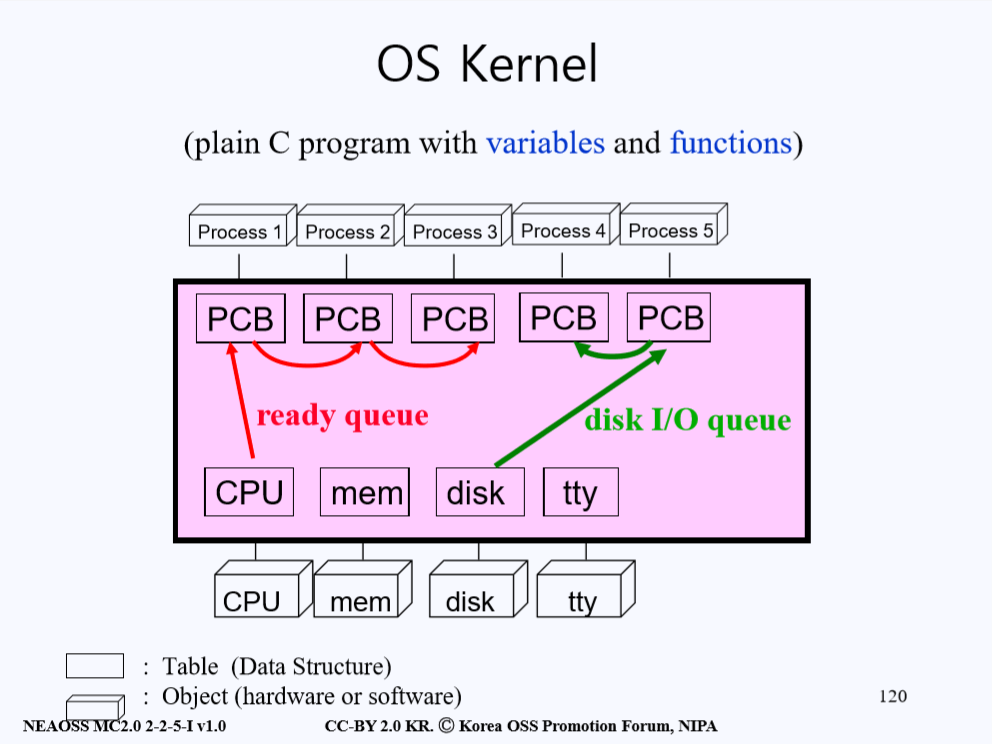 OS Kernel
(plain C program with variables and functions)
Process 1 Process 2 Process 3 Process 4 Process 5
PCB PCB PCB PCB PCB
ready queue disk I/O queue
CPU mem disk tty
CPU mem disk tty
: Table (Data Structure)
: Object (hardware or software)
120
NEAOSS MC2.0 2-2-5-I v1.0 CC-BY 2.0 KR. Ⓒ Korea OSS Promotion Forum, NIPA